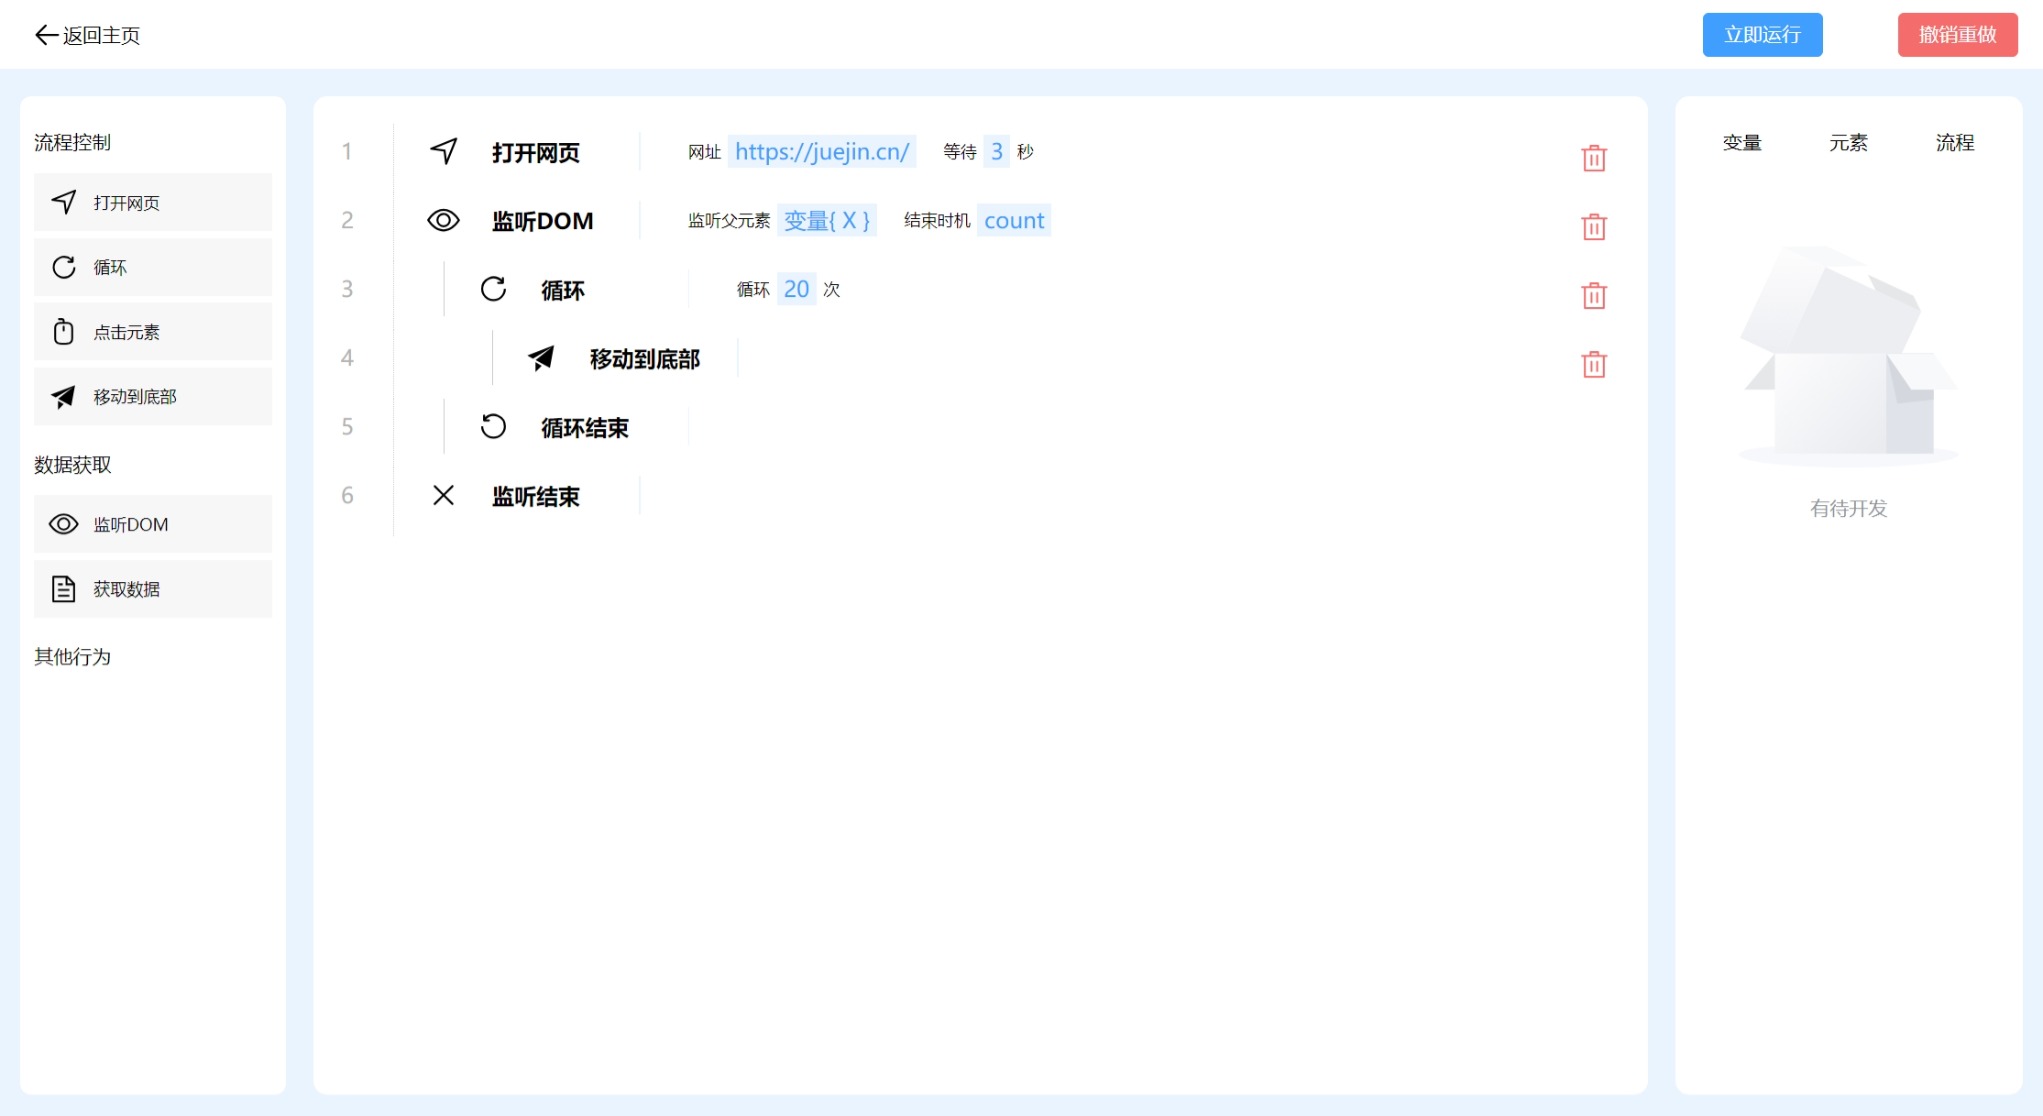 返回主页
立即运行
撤销重做
流程控制
打开网页
循环
点击元素
移动到底部
数据获取
监听DOM
获取数据
其他行为
1 打开网页 网址 https://juejin.cn/ 等待 3 秒
2 监听DOM 监听父元素 变量{ X } 结束时机 count
3 循环 循环 20 次
4 移动到底部
5 循环结束
6 监听结束
变量 元素 流程
有待开发